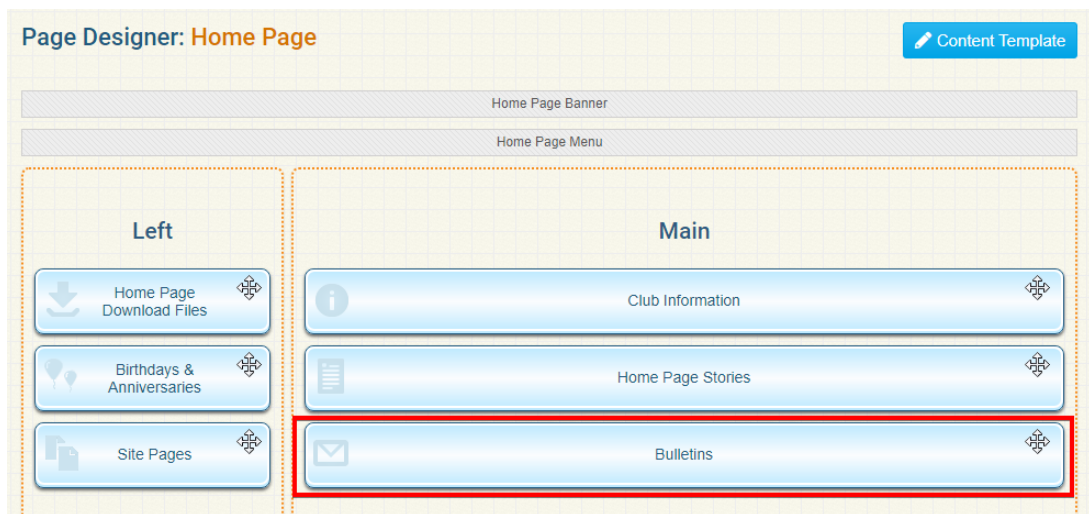 Page Designer: Home Page
Content Template
Home Page Banner
Home Page Menu
Left
Main
Home Page
Download Files
Club Information
Birthdays &
Anniversaries
Home Page Stories
Site Pages
Bulletins